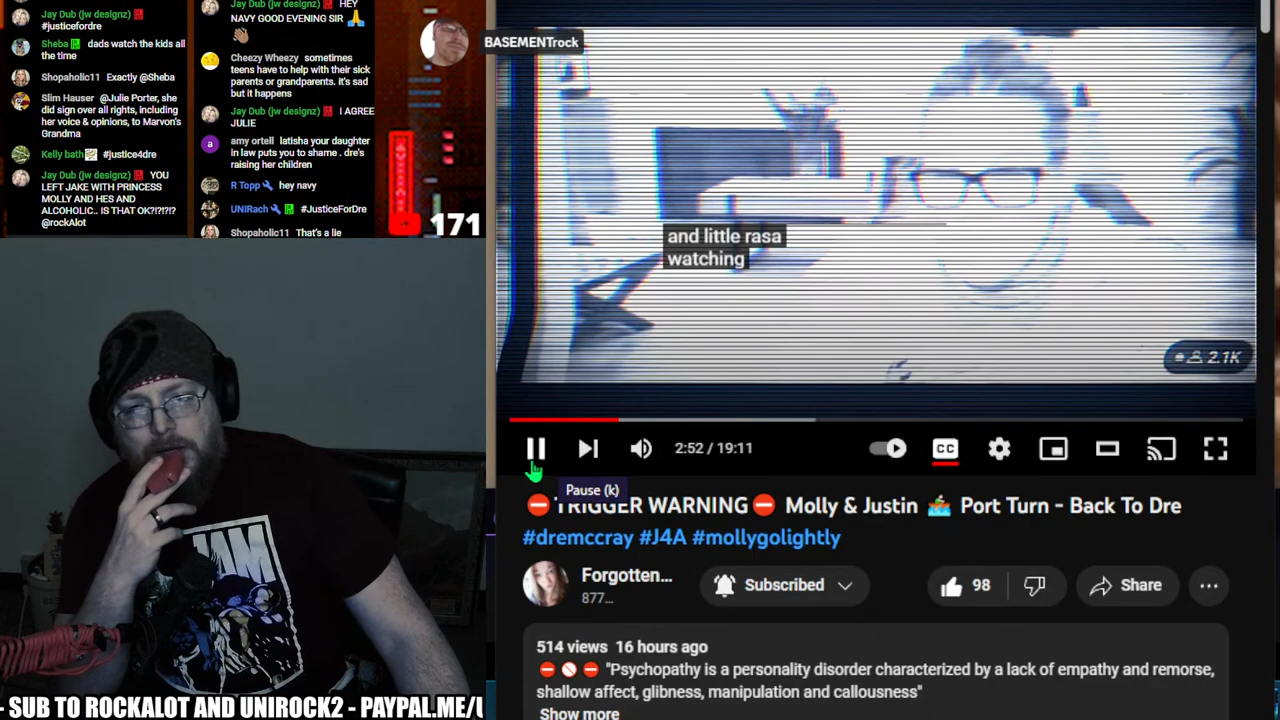 Jay Dub (jw designz)
#justicefordre
Sheba dads watch the kids all
the time
Shopaholic11 Exactly @Sheba
Slim Hauser @Julie Porter, she
did sign over all rights, including
her voice & opinions, to Marvon's
Grandma
Kelly bath #justice4dre
Jay Dub (jw designz) YOU
LEFT JAKE WITH PRINCESS
MOLLY AND HES AND
ALCOHOLIC.. IS THAT OK?!?!?!?
@rockAlot
Jay Dub (jw designz) HEY
NAVY GOOD EVENING SIR
Cheezy Wheezy sometimes
teens have to help with their sick
parents or grandparents. It's sad
but it happens
Jay Dub (jw designz) I AGREE
JULIE
amy ortell latisha your daughter
in law puts you to shame . dre's
raising her children
R Topp hey navy
UNIRach #JusticeForDre
Shopaholic11 That's a lie
171
BASEMENTrock
and little rasa
watching
2.1K
2:52 / 19:11
CC
Pause (k)
TRIGGER WARNING Molly & Justin Port Turn - Back To Dre
#dremccray #J4A #mollygolightly
Forgotten...
877...
Subscribed
98
Share
514 views 16 hours ago
"Psychopathy is a personality disorder characterized by a lack of empathy and remorse,
shallow affect, glibness, manipulation and callousness"
Show more
JAM
- SUB TO ROCKALOT AND UNIROCK2 - PAYPAL.ME/